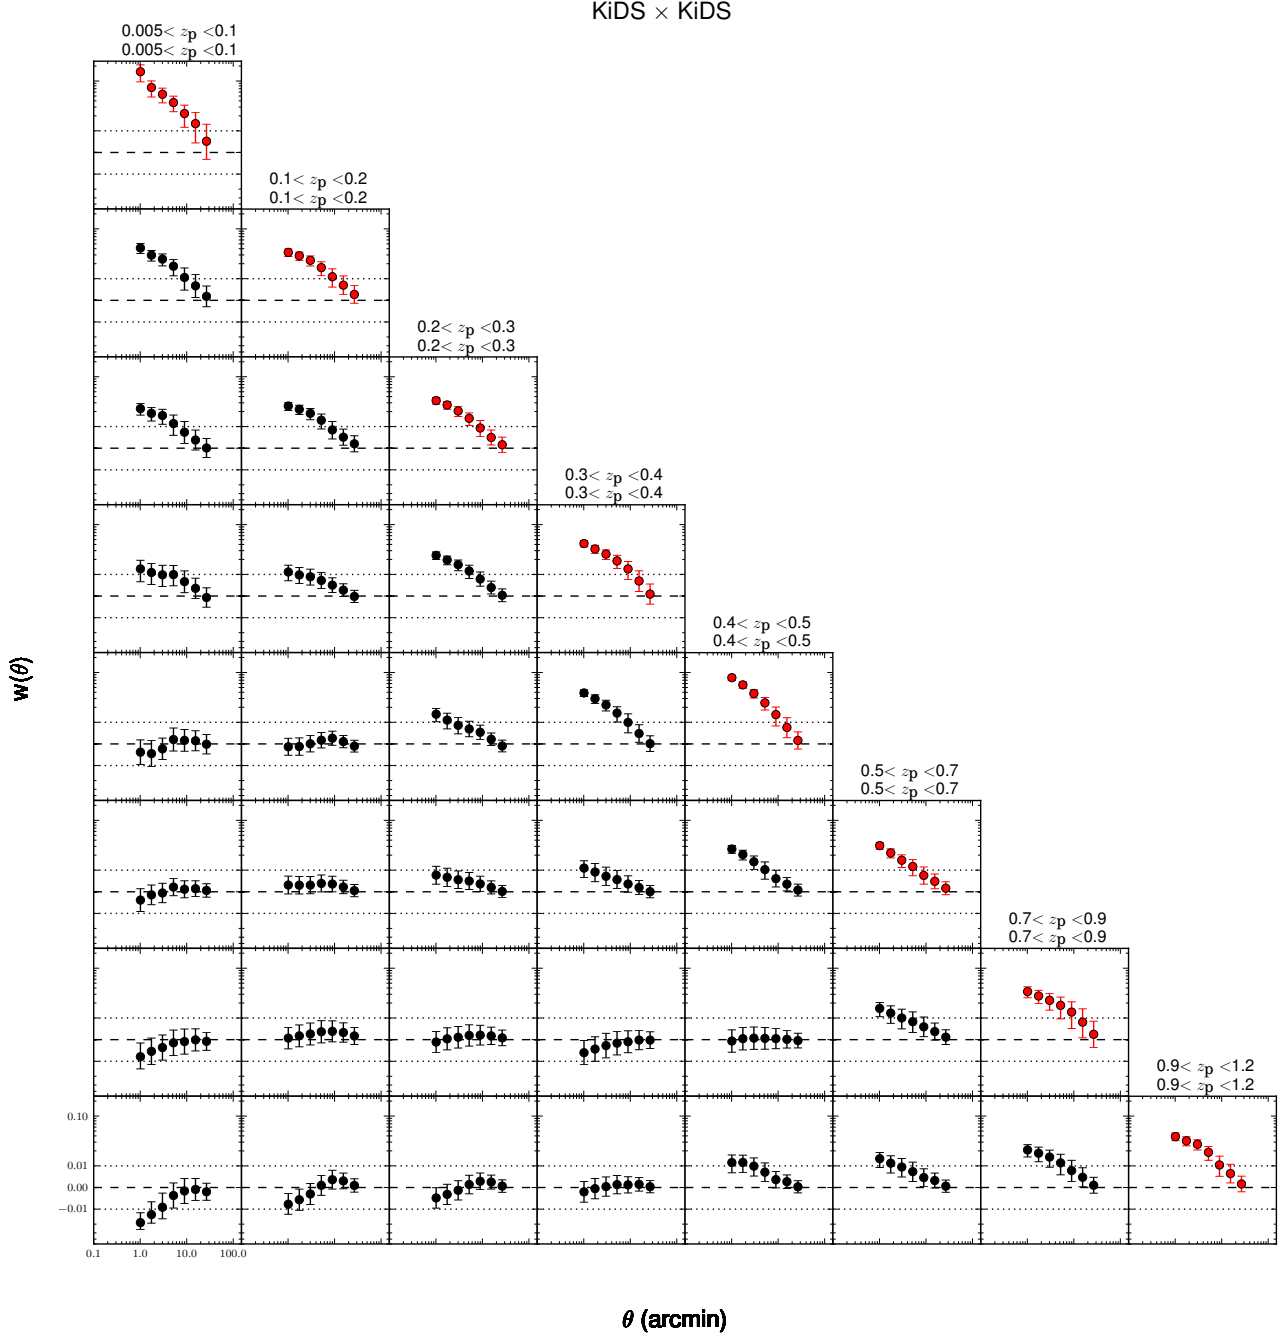 KiDS × KiDS
0.005< zp <0.1
0.005< zp <0.1
0.1< zp <0.2
0.1< zp <0.2
0.2< zp <0.3
0.2< zp <0.3
0.3< zp <0.4
0.3< zp <0.4
0.4< zp <0.5
0.4< zp <0.5
w(θ)
0.5< zp <0.7
0.5< zp <0.7
0.7< zp <0.9
0.7< zp <0.9
0.9< zp <1.2
0.9< zp <1.2
0.10
0.01
0.00
−0.01
0.1 1.0 10.0 100.0
θ (arcmin)